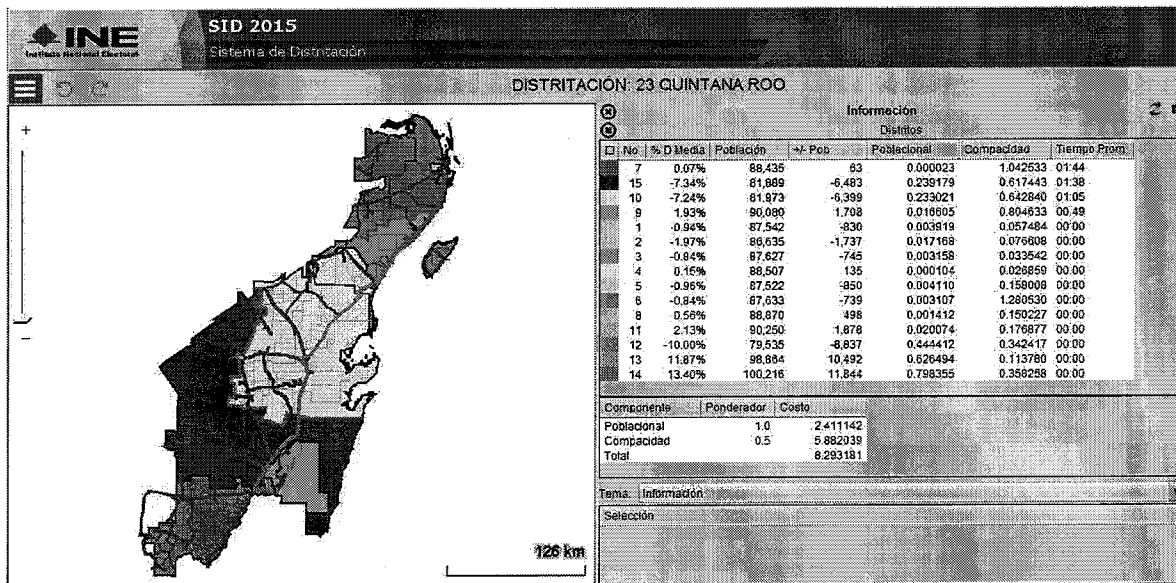 INE
Instituto Nacional Electoral
SID 2015
Sistema de Distritación
DISTRITACIÓN: 23 QUINTANA ROO
+
−
126 km
Información
Distritos
No % D Media Población +/- Pob Poblacional Compacidad Tiempo Prom
7 0.07% 88,435 63 0.000023 1.042533 01:44
15 -7.34% 81,889 -6,483 0.239179 0.617443 01:38
10 -7.24% 81,973 -6,399 0.233021 0.642840 01:05
9 1.93% 90,080 1,708 0.016605 0.804633 00:49
1 -0.94% 87,542 -830 0.003919 0.057484 00:00
2 -1.97% 86,635 -1,737 0.017168 0.076608 00:00
3 -0.84% 87,627 -745 0.003158 0.033542 00:00
4 0.15% 88,507 135 0.000104 0.026859 00:00
5 -0.96% 87,522 -850 0.004110 0.158008 00:00
6 -0.84% 87,633 -739 0.003107 1.280530 00:00
8 0.56% 88,870 498 0.001412 0.150227 00:00
11 2.13% 90,250 1,878 0.020074 0.176877 00:00
12 -10.00% 79,535 -8,837 0.444412 0.342417 00:00
13 11.87% 98,864 10,492 0.626494 0.113780 00:00
14 13.40% 100,216 11,844 0.798355 0.358258 00:00
Componente Ponderador Costo
Poblacional 1.0 2.411142
Compacidad 0.5 5.882039
Total 8.293181
Tema: Información
Selección